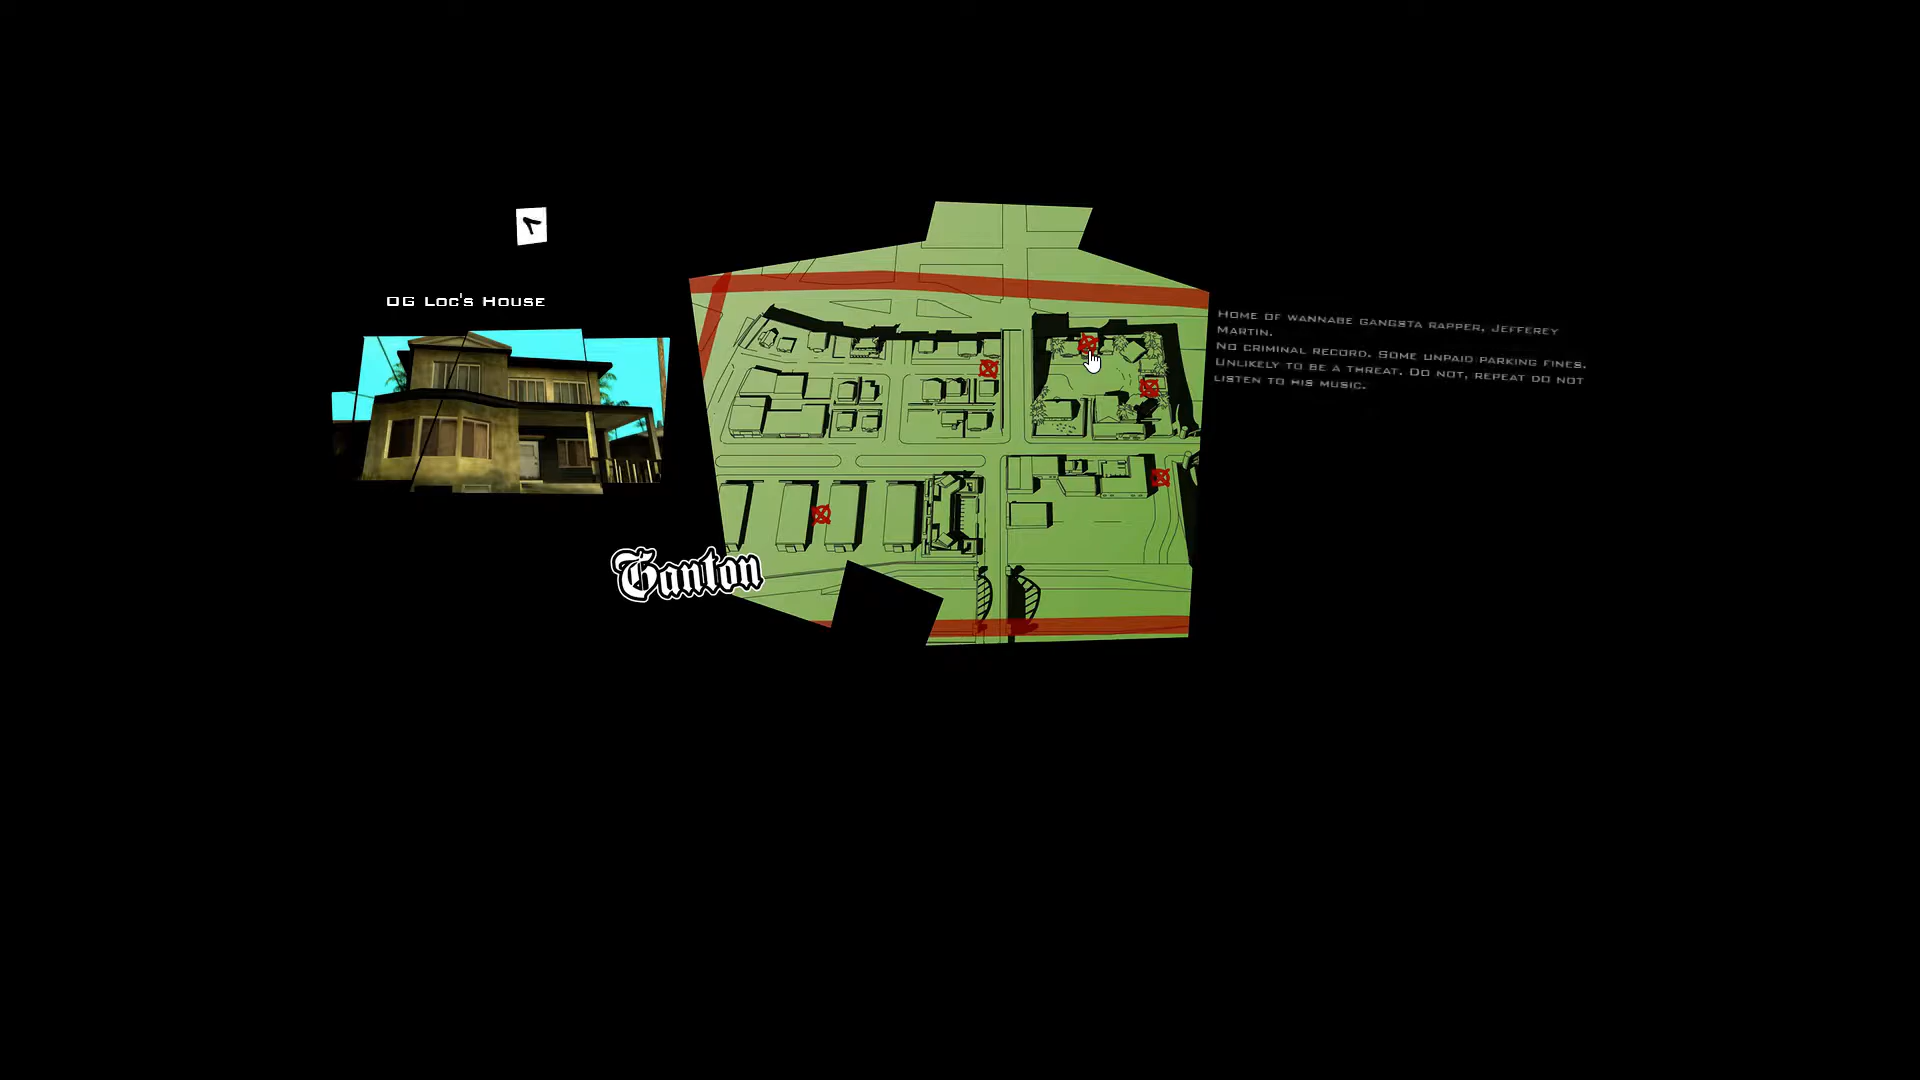 OG Loc's House
Home of wannabe gangsta rapper, Jefferey
Martin.
No criminal record. Some unpaid parking fines.
Unlikely to be a threat. Do not, repeat do not
listen to his music.
Ganton